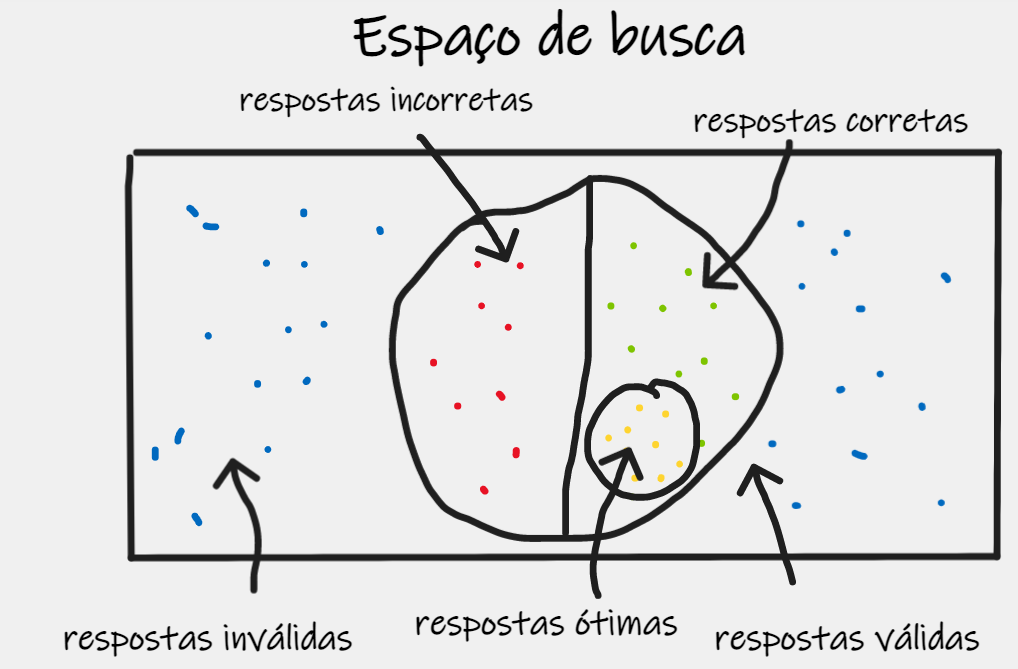 Espaço de busca
respostas incorretas
respostas corretas
respostas inválidas
respostas ótimas
respostas válidas